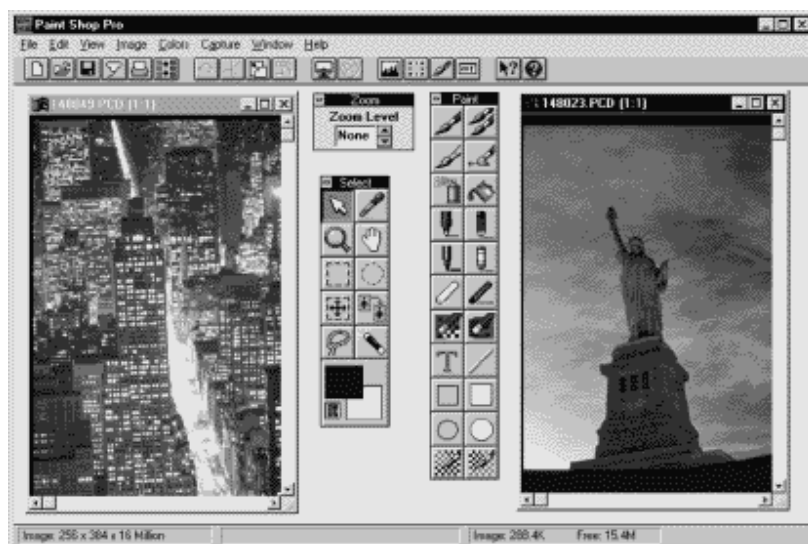 Paint Shop Pro
File Edit View Image Colors Capture Window Help
148049.PCD (1:1)
Zoom
Zoom Level
None
Select
Paint
T
148023.PCD (1:1)
Image: 256 x 384 x 16 Million
Image: 288.4K Free: 15.4M